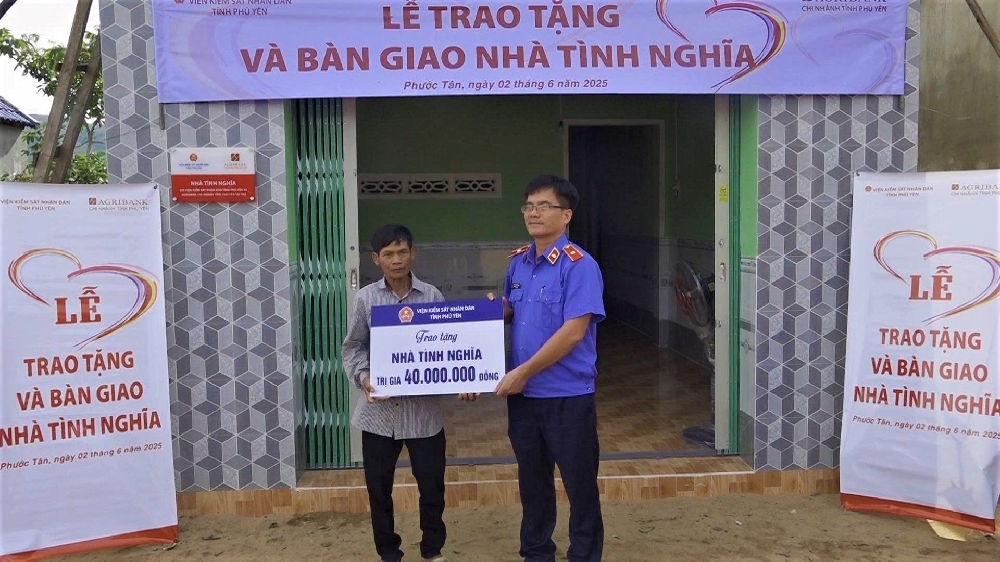 VIỆN KIỂM SÁT NHÂN DÂN
TỈNH PHÚ YÊN
AGRIBANK
CHI NHÁNH TỈNH PHÚ YÊN
LỄ TRAO TẶNG
VÀ BÀN GIAO NHÀ TÌNH NGHĨA
Phước Tân, ngày 02 tháng 6 năm 2025
AGRIBANK
NHÀ TÌNH NGHĨA
VIỆN KIỂM SÁT NHÂN DÂN
TỈNH PHÚ YÊN
AGRIBANK
CHI NHÁNH TỈNH PHÚ YÊN
LỄ
TRAO TẶNG
VÀ BÀN GIAO
NHÀ TÌNH NGHĨA
Phước Tân, ngày 02 tháng 6 năm 2025
VIỆN KIỂM SÁT NHÂN DÂN
TỈNH PHÚ YÊN
Trao tặng
NHÀ TÌNH NGHĨA
TRỊ GIÁ 40.000.000 ĐỒNG
VIỆN KIỂM SÁT NHÂN DÂN
TỈNH PHÚ YÊN
AGRIBANK
CHI NHÁNH TỈNH
LỄ
TRAO TẶNG
VÀ BÀN GIAO
NHÀ TÌNH NGHĨA
Phước Tân, ngày 02 tháng 6 năm 2025